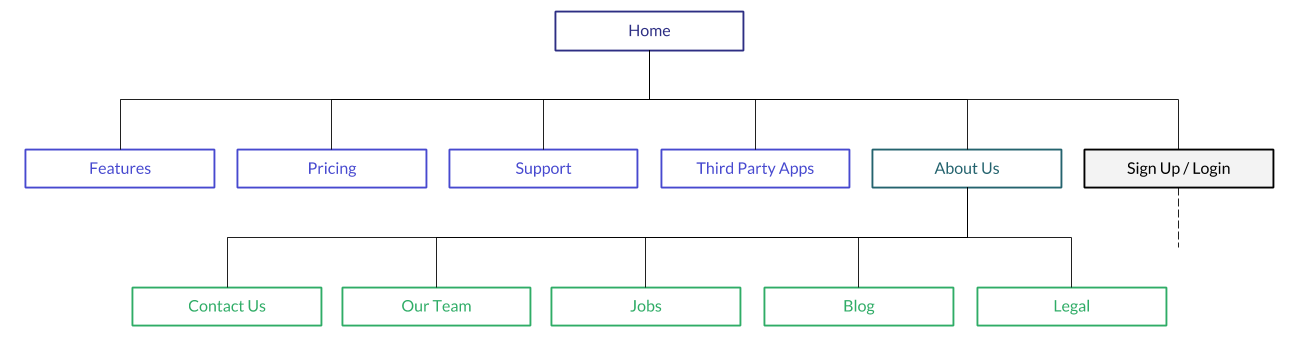 Home
Features
Pricing
Support
Third Party Apps
About Us
Sign Up / Login
Contact Us
Our Team
Jobs
Blog
Legal